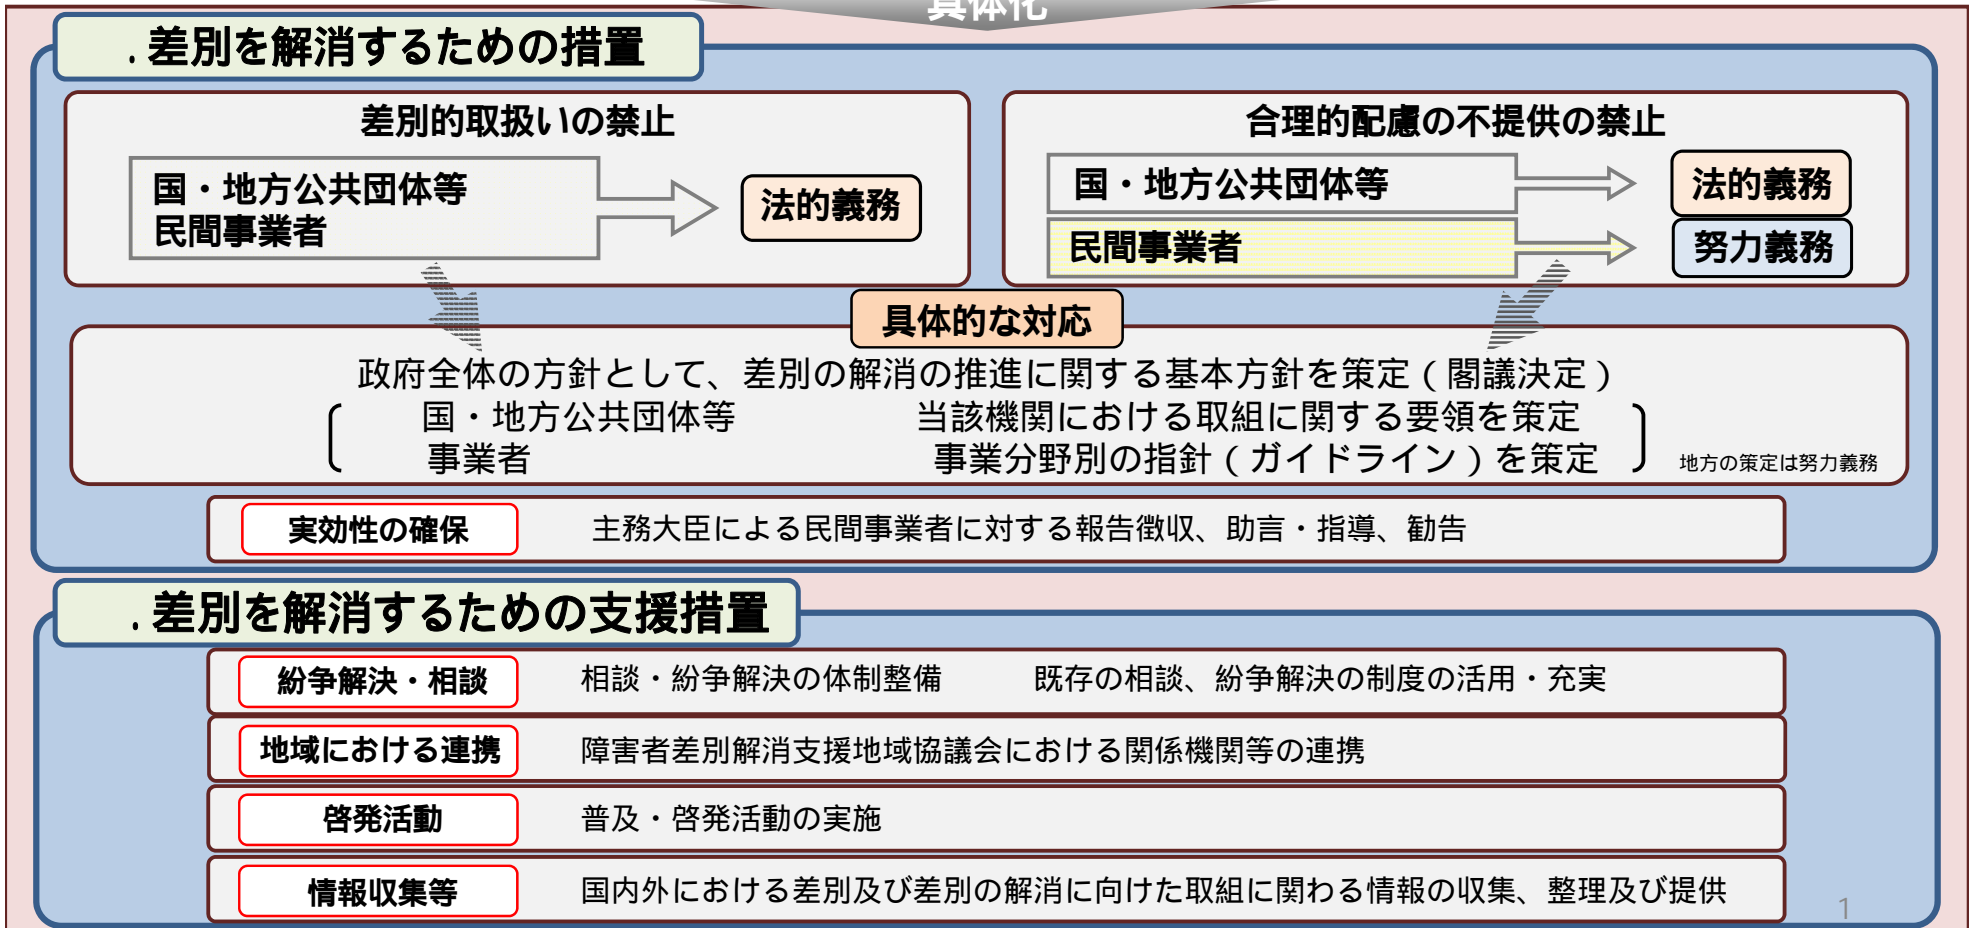 具体化
.差別を解消するための措置
差別的取扱いの禁止
国・地方公共団体等
民間事業者
法的義務
合理的配慮の不提供の禁止
国・地方公共団体等
法的義務
民間事業者
努力義務
具体的な対応
政府全体の方針として、差別の解消の推進に関する基本方針を策定(閣議決定)
国・地方公共団体等 当該機関における取組に関する要領を策定
事業者 事業分野別の指針(ガイドライン)を策定
地方の策定は努力義務
実効性の確保 主務大臣による民間事業者に対する報告徴収、助言・指導、勧告
.差別を解消するための支援措置
紛争解決・相談 相談・紛争解決の体制整備 既存の相談、紛争解決の制度の活用・充実
地域における連携 障害者差別解消支援地域協議会における関係機関等の連携
啓発活動 普及・啓発活動の実施
情報収集等 国内外における差別及び差別の解消に向けた取組に関わる情報の収集、整理及び提供
1